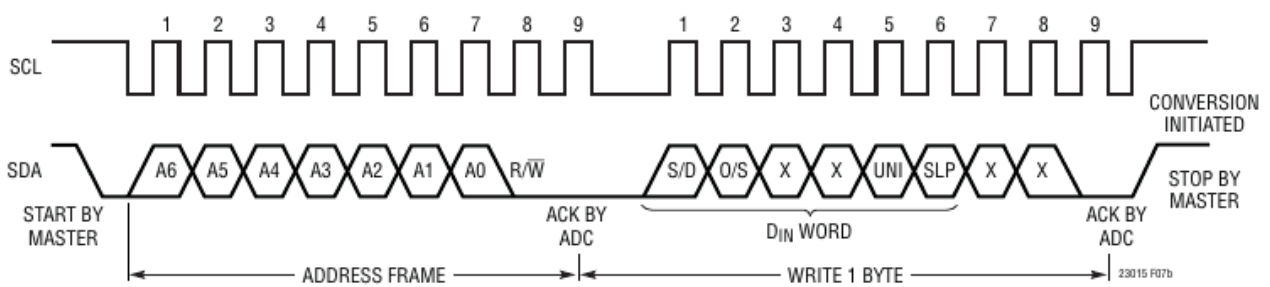 1 2 3 4 5 6 7 8 9 1 2 3 4 5 6 7 8 9
SCL
CONVERSION
INITIATED
SDA A6 A5 A4 A3 A2 A1 A0 R/W̅ S/D O/S X X UNI SLP X X
START BY
MASTER
ACK BY
ADC
DIN WORD
ACK BY
ADC
STOP BY
MASTER
ADDRESS FRAME
WRITE 1 BYTE
23015 F07b